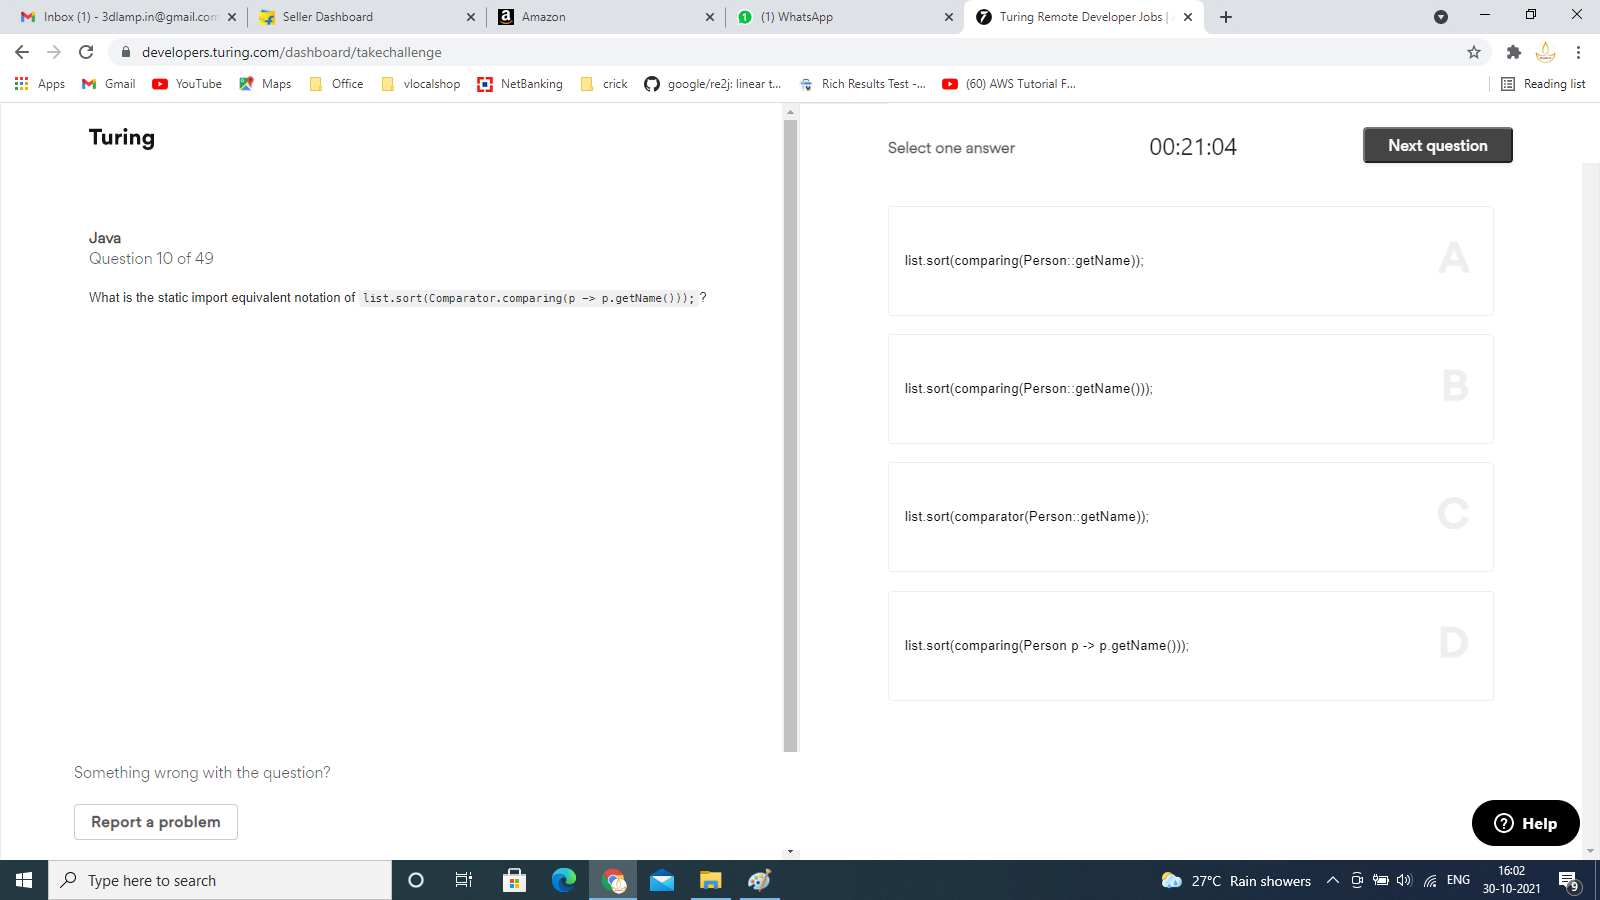 Inbox (1) - 3dlamp.in@gmail.com
Seller Dashboard
Amazon
(1) WhatsApp
Turing Remote Developer Jobs |
developers.turing.com/dashboard/takechallenge
Apps
Gmail
YouTube
Maps
Office
vlocalshop
NetBanking
crick
google/re2j: linear t...
Rich Results Test -...
(60) AWS Tutorial F...
Reading list
Turing
Select one answer
00:21:04
Next question
Java
Question 10 of 49
What is the static import equivalent notation of list.sort(Comparator.comparing(p -> p.getName())); ?
list.sort(comparing(Person::getName));
A
list.sort(comparing(Person::getName()));
B
list.sort(comparator(Person::getName));
C
list.sort(comparing(Person p -> p.getName()));
D
Something wrong with the question?
Report a problem
Help
Type here to search
27°C Rain showers
ENG
16:02
30-10-2021
9